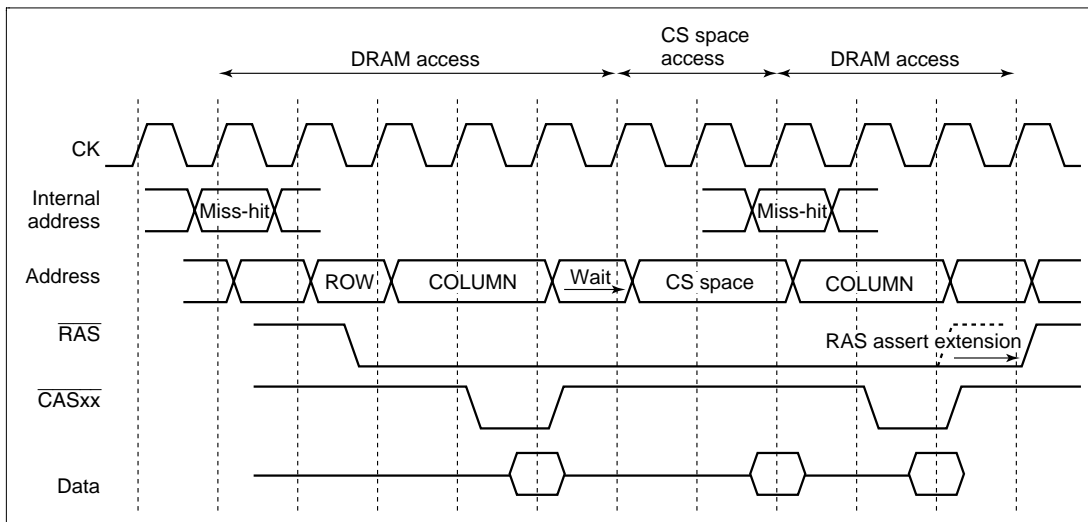 CS space
access
DRAM access
DRAM access
CK
Internal
address
Miss-hit
Miss-hit
Address
ROW
COLUMN
Wait
CS space
COLUMN
RAS
RAS assert extension
CASxx
Data